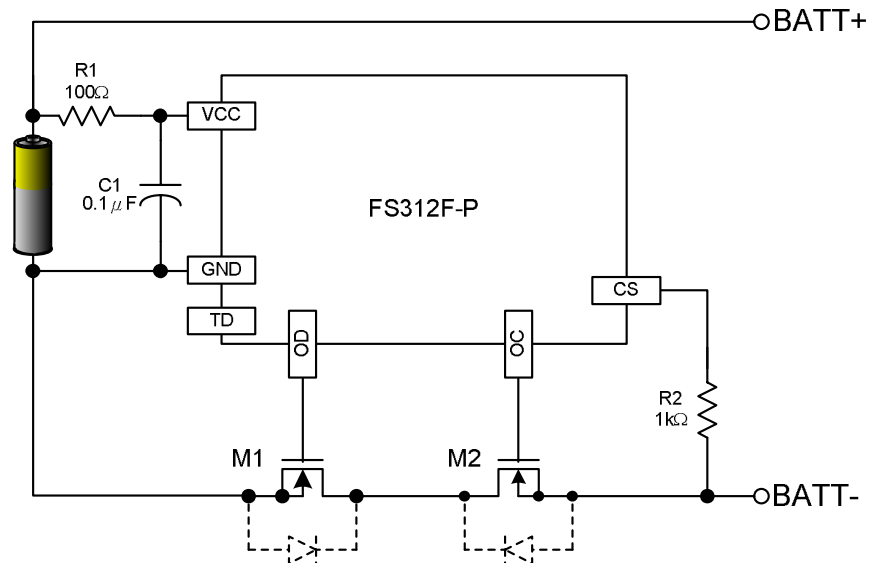 BATT+
R1
100Ω
VCC
C1
0.1μF
FS312F-P
GND
TD
CS
OD
OC
R2
1kΩ
M1
M2
BATT-